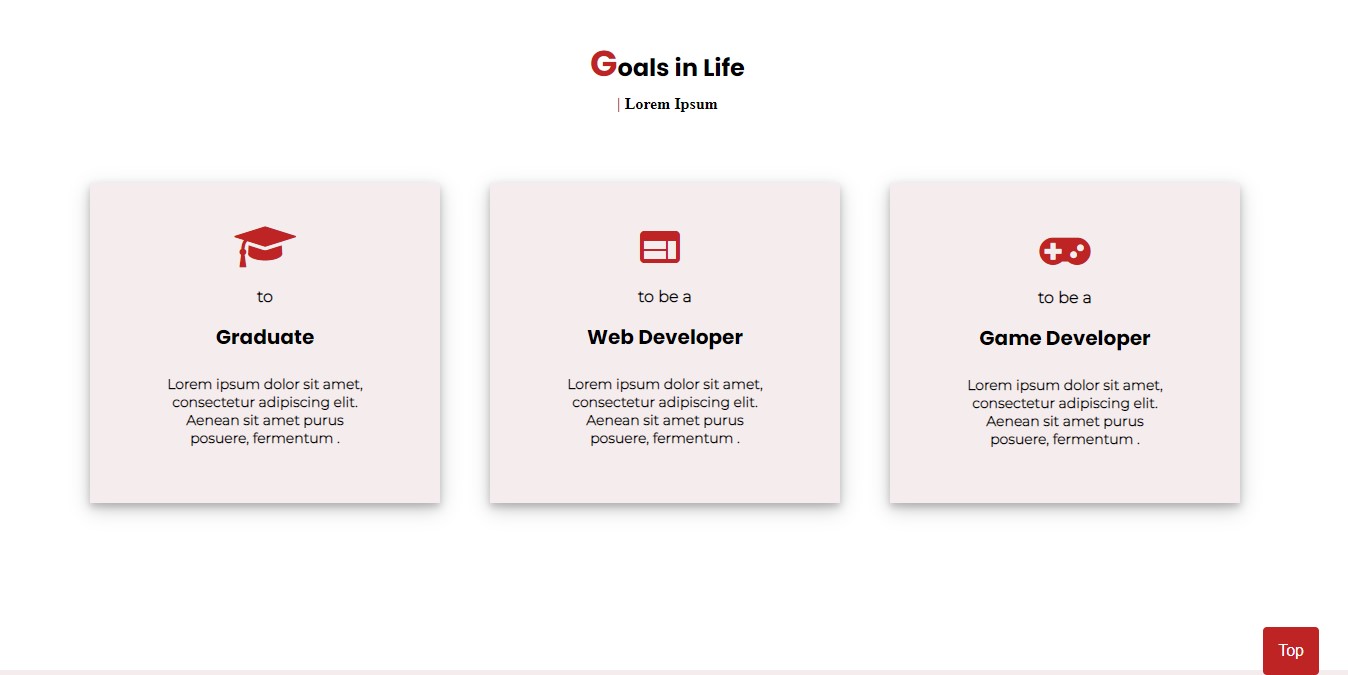 Goals in Life
| Lorem Ipsum
to
Graduate
Lorem ipsum dolor sit amet,
consectetur adipiscing elit.
Aenean sit amet purus
posuere, fermentum .
to be a
Web Developer
Lorem ipsum dolor sit amet,
consectetur adipiscing elit.
Aenean sit amet purus
posuere, fermentum .
to be a
Game Developer
Lorem ipsum dolor sit amet,
consectetur adipiscing elit.
Aenean sit amet purus
posuere, fermentum .
Top